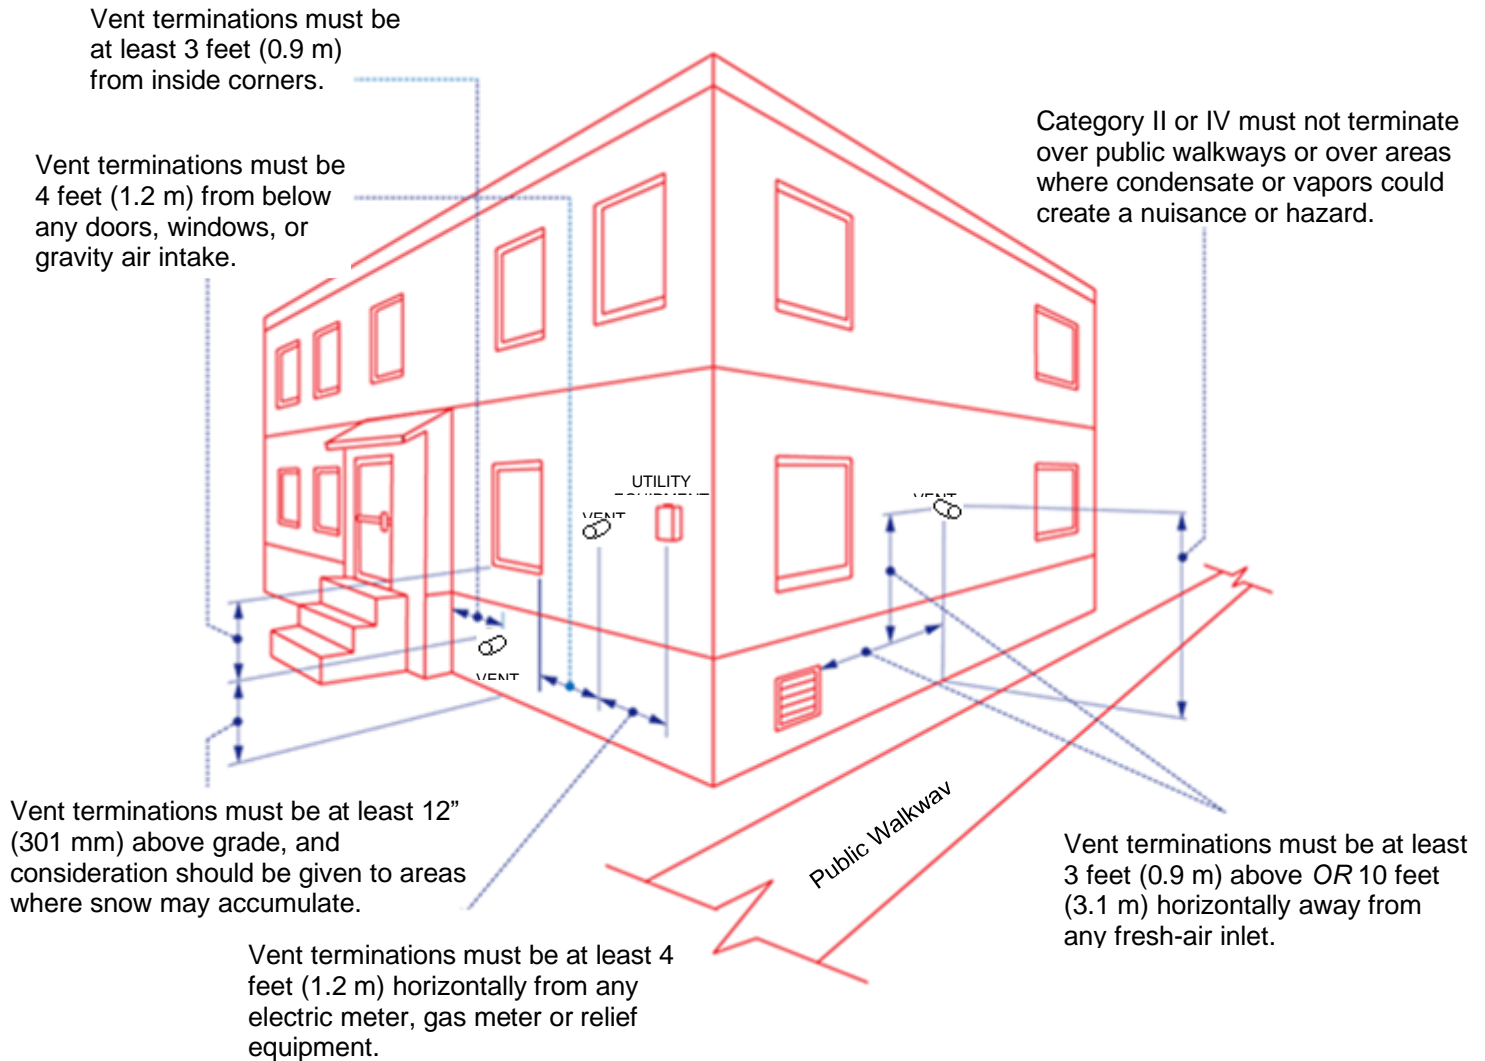 Vent terminations must be
at least 3 feet (0.9 m)
from inside corners.
Vent terminations must be
4 feet (1.2 m) from below
any doors, windows, or
gravity air intake.
Category II or IV must not terminate
over public walkways or over areas
where condensate or vapors could
create a nuisance or hazard.
UTILITY
EQUIPMENT
VENT
VENT
VENT
Public Walkway
Vent terminations must be at least 12”
(301 mm) above grade, and
consideration should be given to areas
where snow may accumulate.
Vent terminations must be at least 4
feet (1.2 m) horizontally from any
electric meter, gas meter or relief
equipment.
Vent terminations must be at least
3 feet (0.9 m) above OR 10 feet
(3.1 m) horizontally away from
any fresh-air inlet.